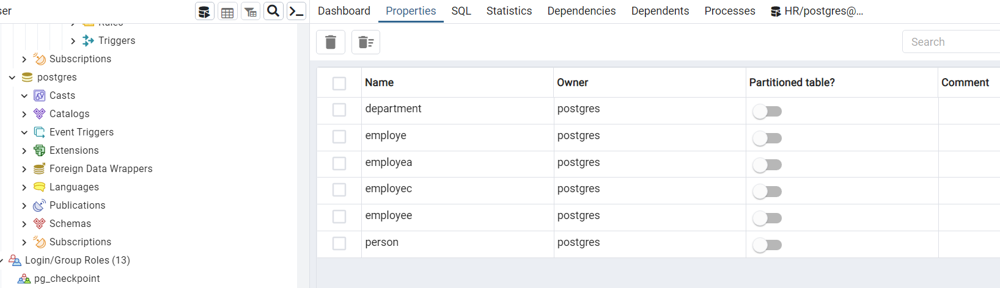 ser
Dashboard Properties SQL Statistics Dependencies Dependents Processes HR/postgres@...
Rules
Triggers
Subscriptions
postgres
Casts
Catalogs
Event Triggers
Extensions
Foreign Data Wrappers
Languages
Publications
Schemas
Subscriptions
Login/Group Roles (13)
pg_checkpoint
Search
Name Owner Partitioned table? Comment
department postgres
employe postgres
employea postgres
employec postgres
employee postgres
person postgres